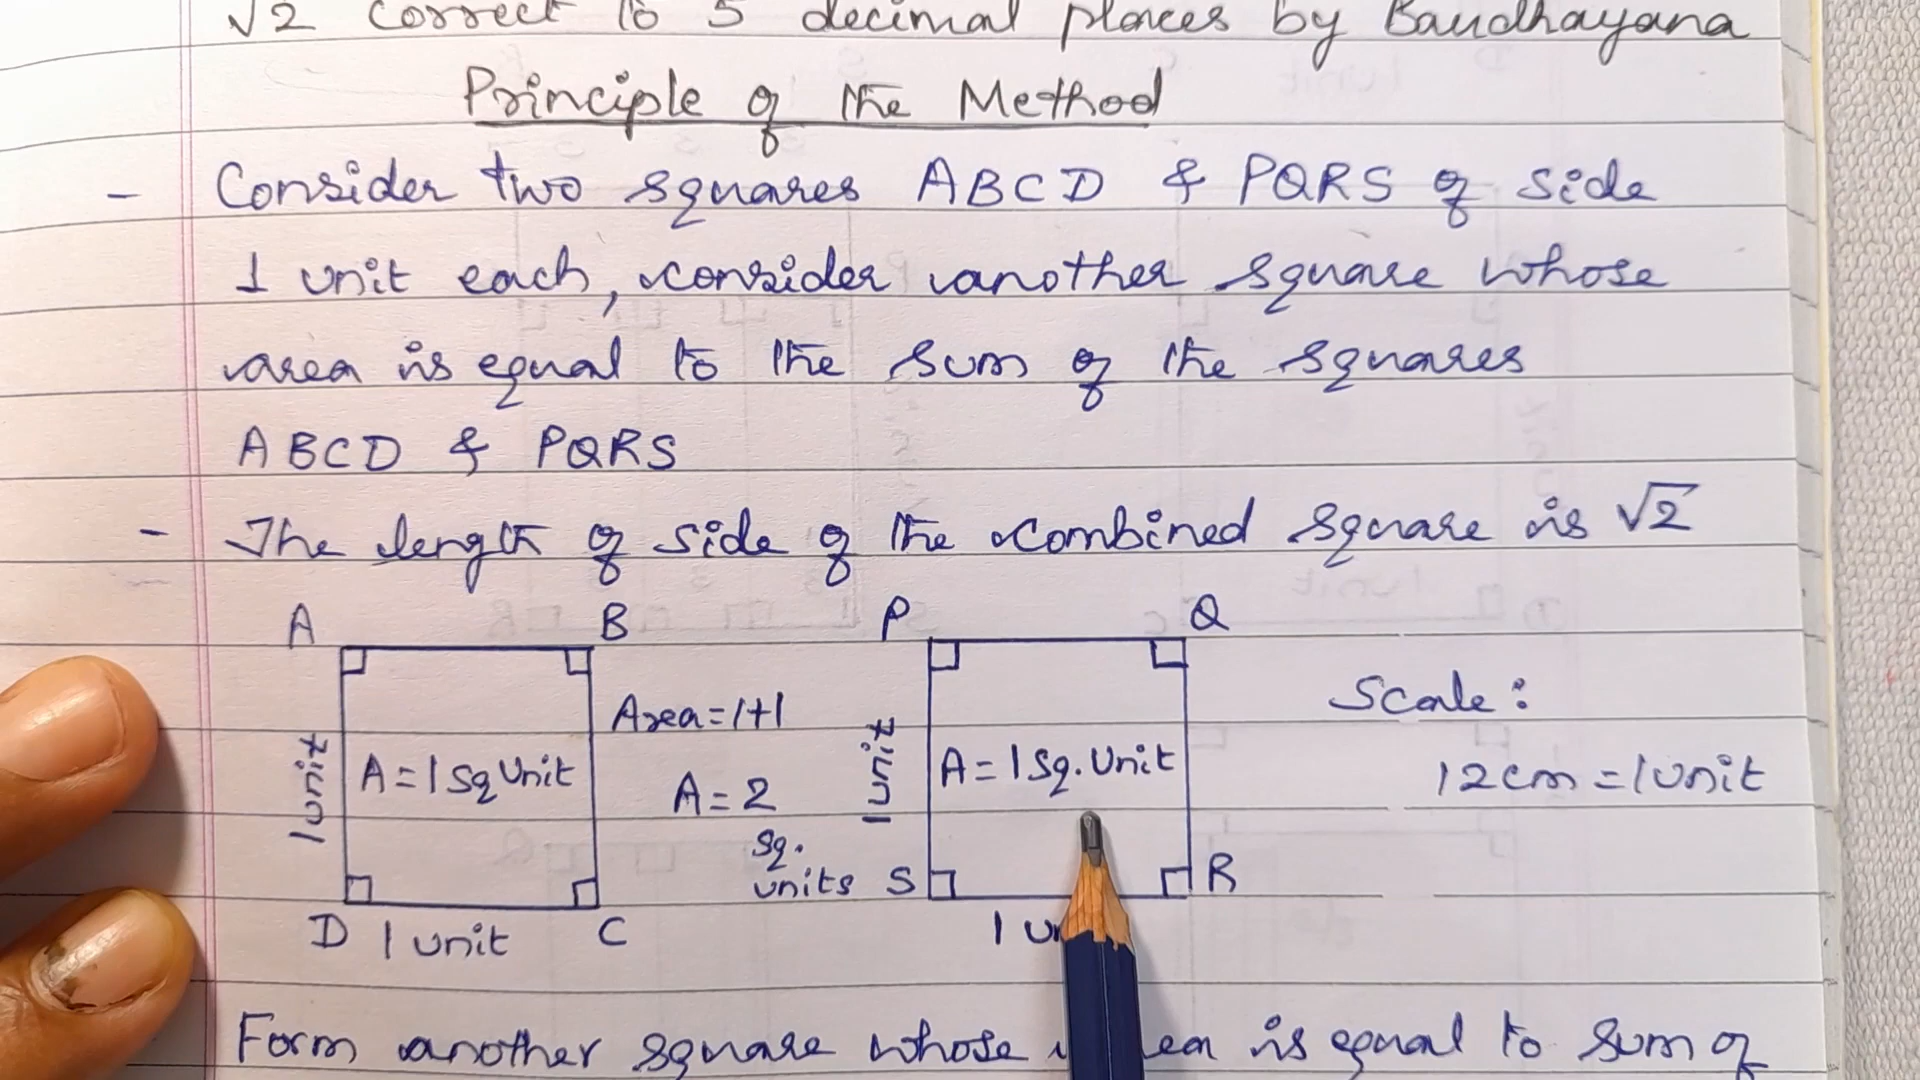 √2 correct to 5 decimal places by Baudhayana
Principle of the Method
- Consider two squares ABCD & PQRS of side
1 unit each, consider another square whose
area is equal to the sum of the squares
ABCD & PQRS
- The length of side of the combined square is √2
A B P Q
Area = 1+1
Scale:
1 unit
A = 1 Sq Unit
A = 2
sq.
units
1 unit
A = 1 Sq. Unit
12cm = 1 Unit
S R
D 1 unit C
1
Form another square whose is equal to sum of